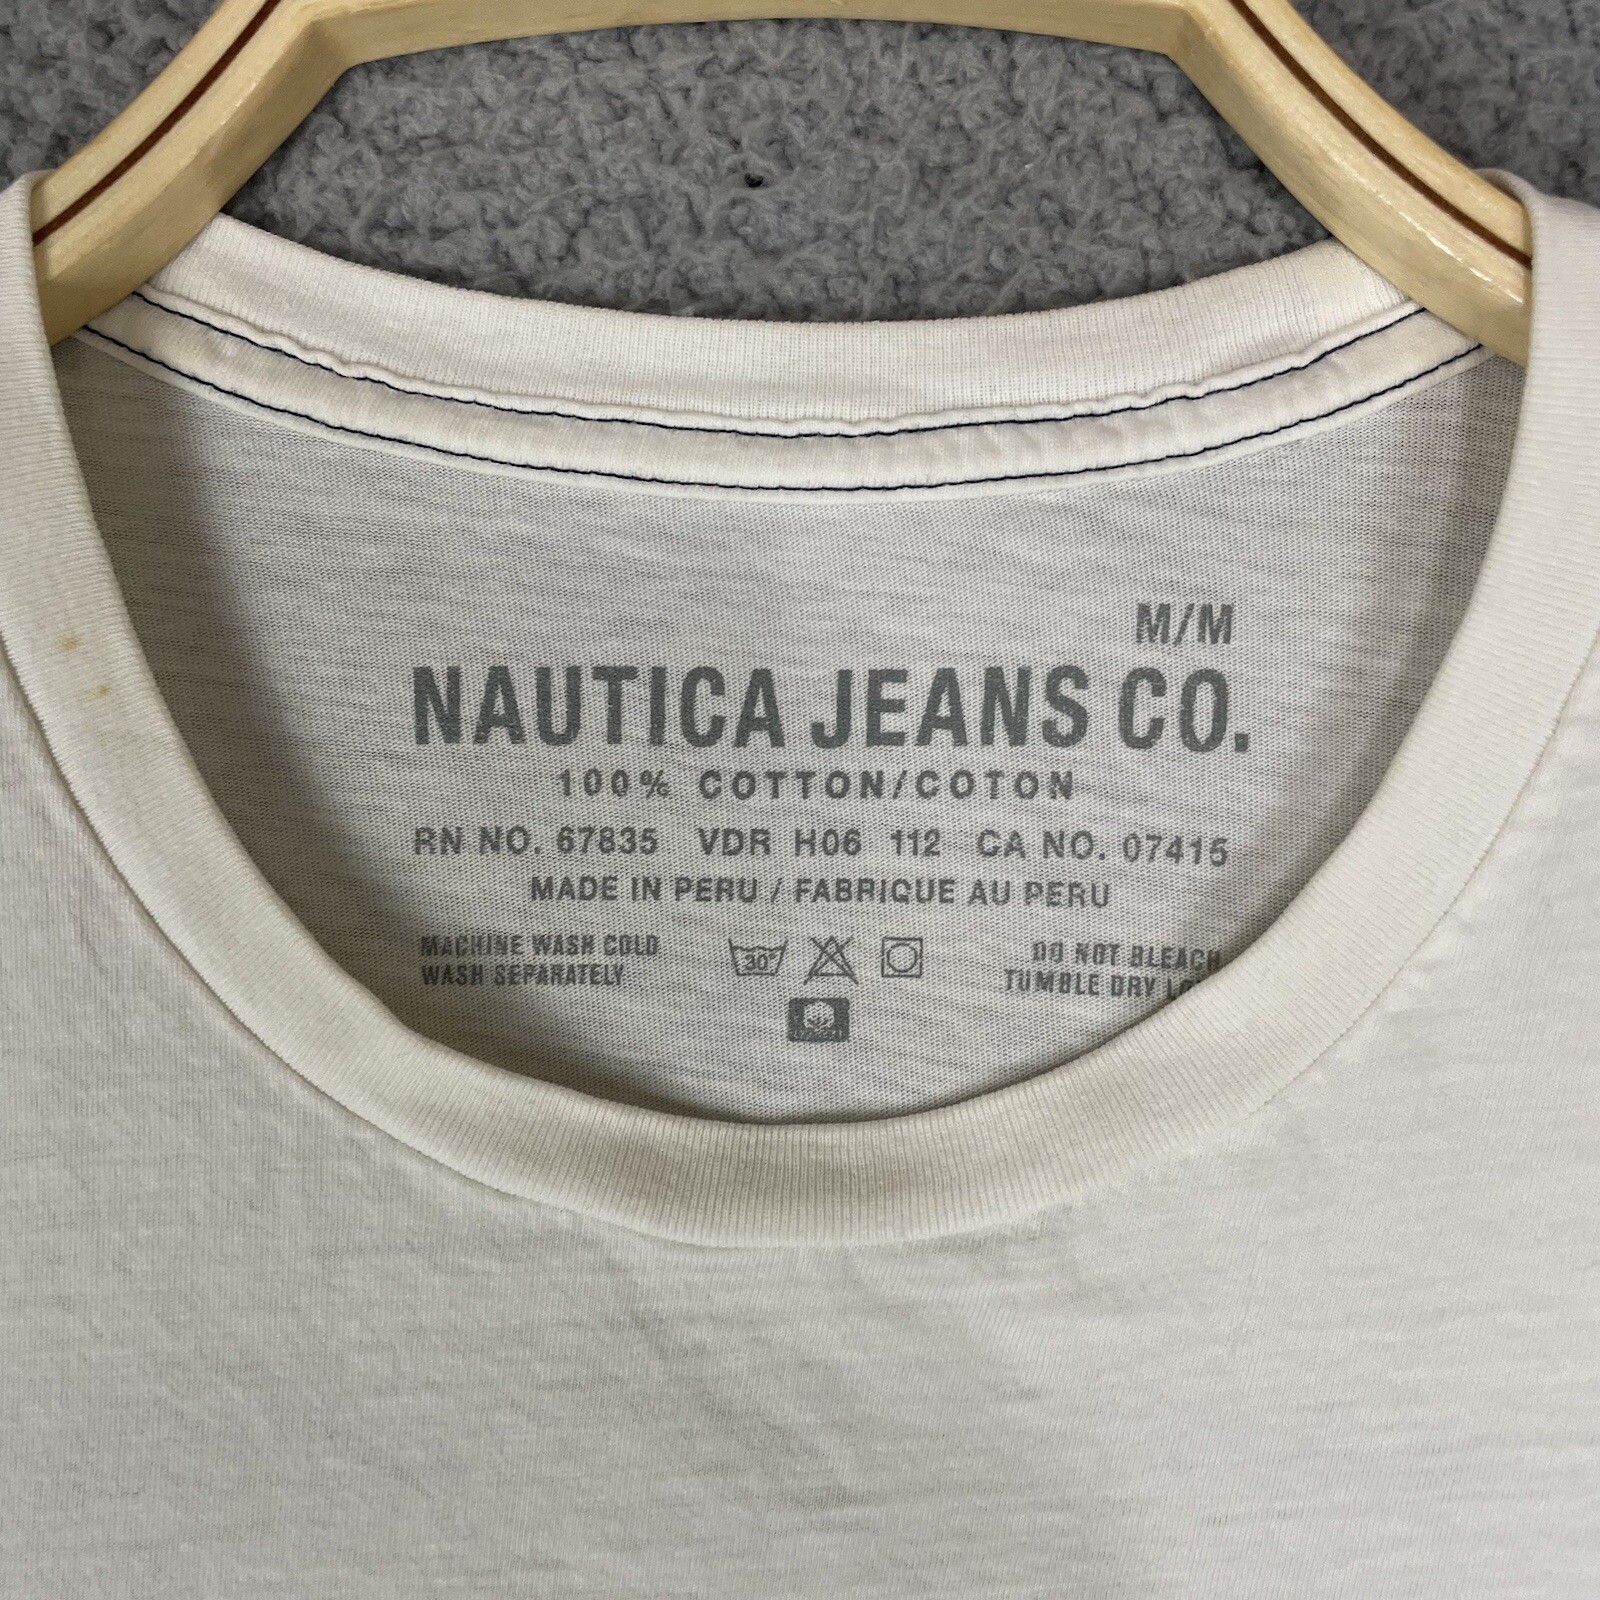 M/M
NAUTICA JEANS CO.
100% COTTON/COTON
RN NO. 67835 VDR H06 112 CA NO. 07415
MADE IN PERU / FABRIQUE AU PERU
MACHINE WASH COLD
WASH SEPARATELY
30°
DO NOT BLEACH
TUMBLE DRY